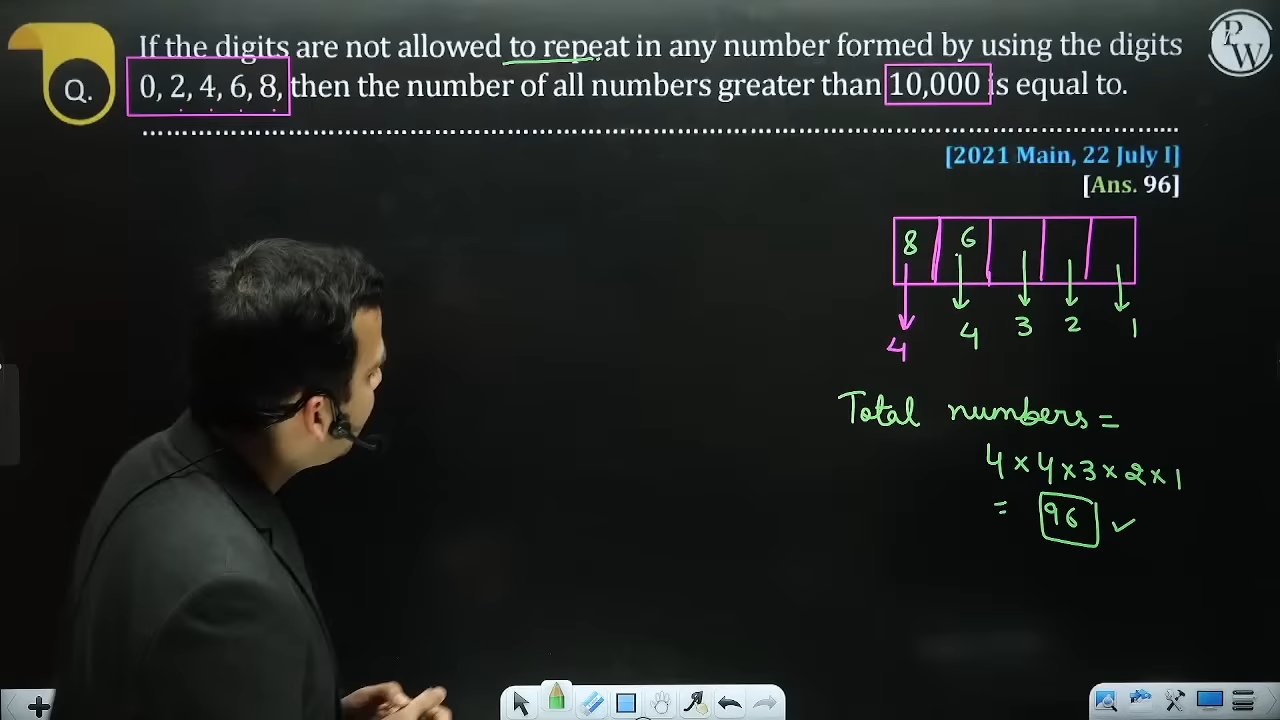 If the digits are not allowed to repeat in any number formed by using the digits
Q. 0, 2, 4, 6, 8, then the number of all numbers greater than 10,000 is equal to.
[2021 Main, 22 July I]
[Ans. 96]
PW
8 6
4 4 3 2 1
Total numbers =
4 × 4 × 3 × 2 × 1
= 96 ✓